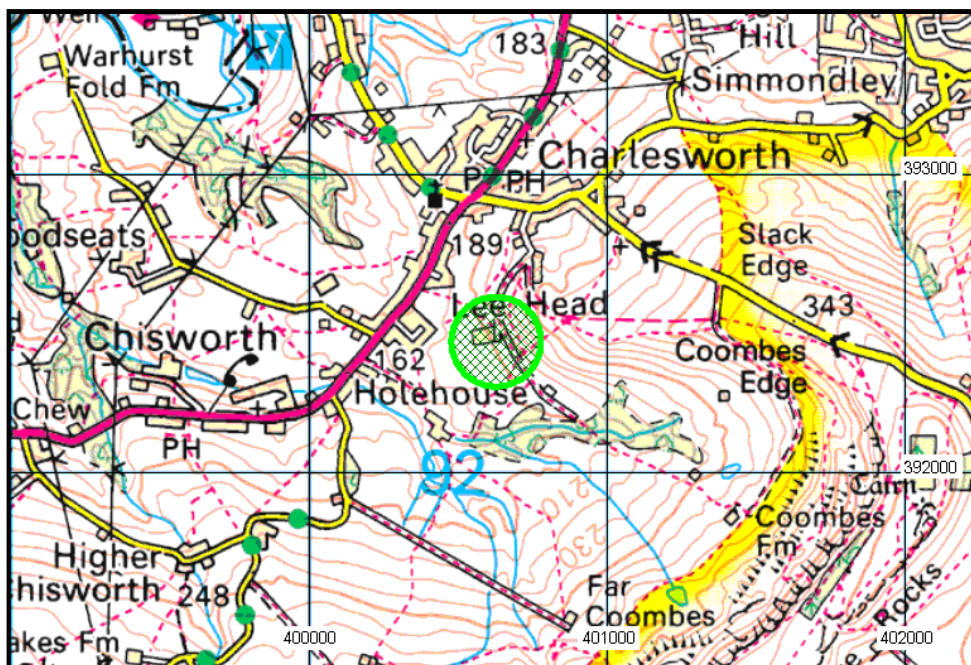 Well
Warhurst
Fold Fm
V
183
Hill
Simmondley
Charlesworth
P PH
393000
oodseats
189
Slack
Edge
Lee Head
343
d
Chisworth
162
Coombes
Edge
Chew
Holehouse
PH
92
392000
Cairn
210
230
Coombes
Fm
Higher
hisworth
248
Far
Coombes
Rocks
akes Fm
400000
401000
402000